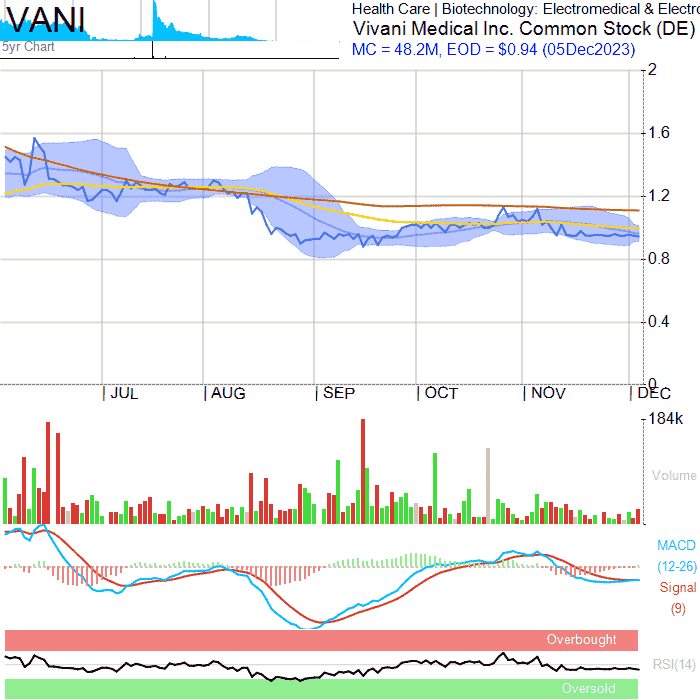 VANI
5yr Chart
Health Care | Biotechnology: Electromedical & Electro
Vivani Medical Inc. Common Stock (DE)
MC = 48.2M, EOD = $0.94 (05Dec2023)
2
1.6
1.2
0.8
0.4
0
| JUL | AUG | SEP | OCT | NOV | DEC
184k
Volume
MACD
(12-26)
Signal
(9)
Overbought
RSI(14)
Oversold